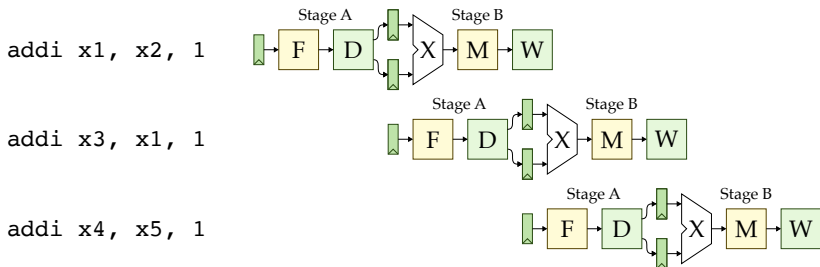 Stage A Stage B
addi x1, x2, 1 F D X M W
Stage A Stage B
addi x3, x1, 1 F D X M W
Stage A Stage B
addi x4, x5, 1 F D X M W